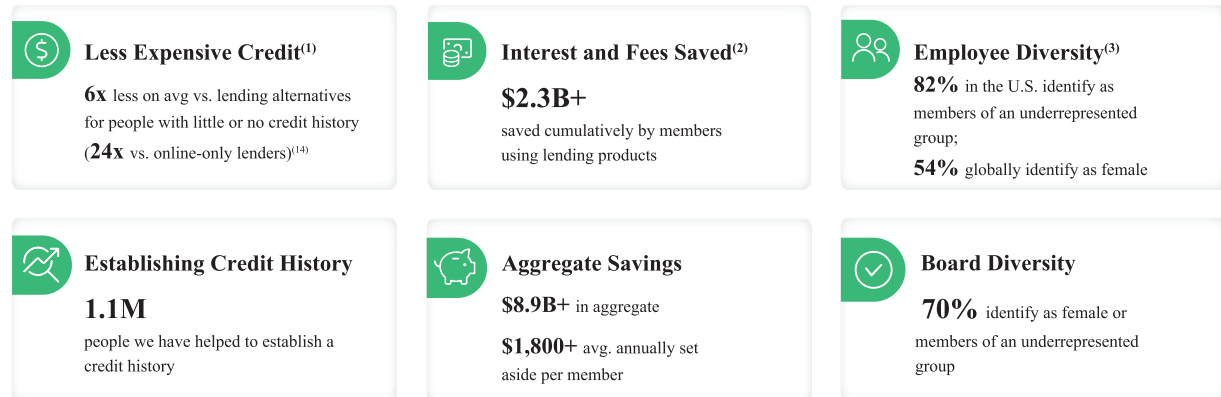 Less Expensive Credit(1)
6x less on avg vs. lending alternatives
for people with little or no credit history
(24x vs. online-only lenders)(14)
Interest and Fees Saved(2)
$2.3B+
saved cumulatively by members
using lending products
Employee Diversity(3)
82% in the U.S. identify as
members of an underrepresented
group;
54% globally identify as female
Establishing Credit History
1.1M
people we have helped to establish a
credit history
Aggregate Savings
$8.9B+ in aggregate
$1,800+ avg. annually set
aside per member
Board Diversity
70% identify as female or
members of an underrepresented
group